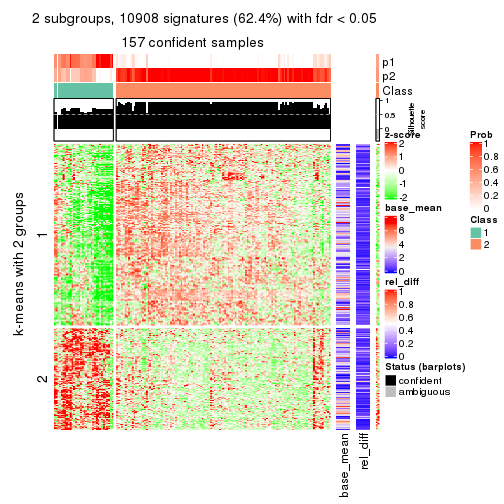 2 subgroups, 10908 signatures (62.4%) with fdr < 0.05
157 confident samples
p1
p2
Class
1
0.5
0
Silhouette
score
k-means with 2 groups
1
2
base_mean
rel_diff
z-score
2
1
0
-1
-2
base_mean
8
6
4
2
0
rel_diff
1
0.8
0.6
0.4
0.2
0
Status (barplots)
confident
ambiguous
Prob
1
0.8
0.6
0.4
0.2
0
Class
1
2